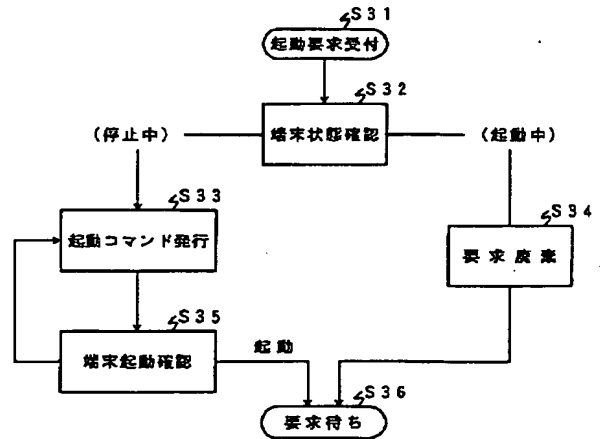 S31
起動要求受付
S32
端末状態確認
(停止中)
(起動中)
S33
起動コマンド発行
S34
要求廃棄
S35
端末起動確認
起動
S36
要求待ち